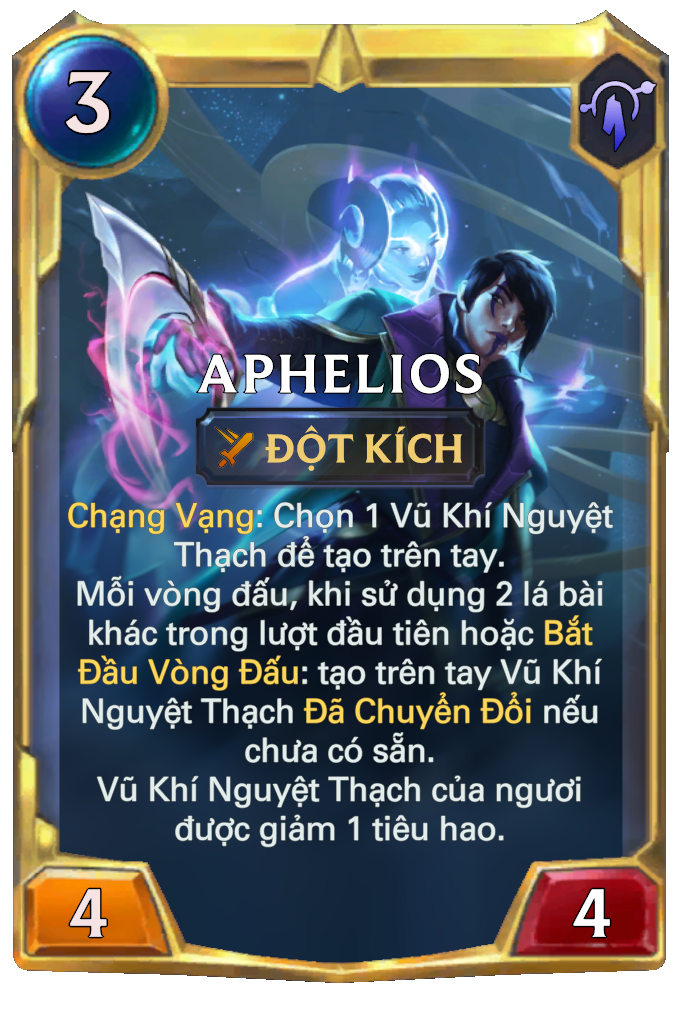 3
APHELIOS
ĐỘT KÍCH
Chạng Vạng: Chọn 1 Vũ Khí Nguyệt
Thạch để tạo trên tay.
Mỗi vòng đấu, khi sử dụng 2 lá bài
khác trong lượt đầu tiên hoặc Bắt
Đầu Vòng Đấu: tạo trên tay Vũ Khí
Nguyệt Thạch Đã Chuyển Đổi nếu
chưa có sẵn.
Vũ Khí Nguyệt Thạch của ngươi
được giảm 1 tiêu hao.
4
4